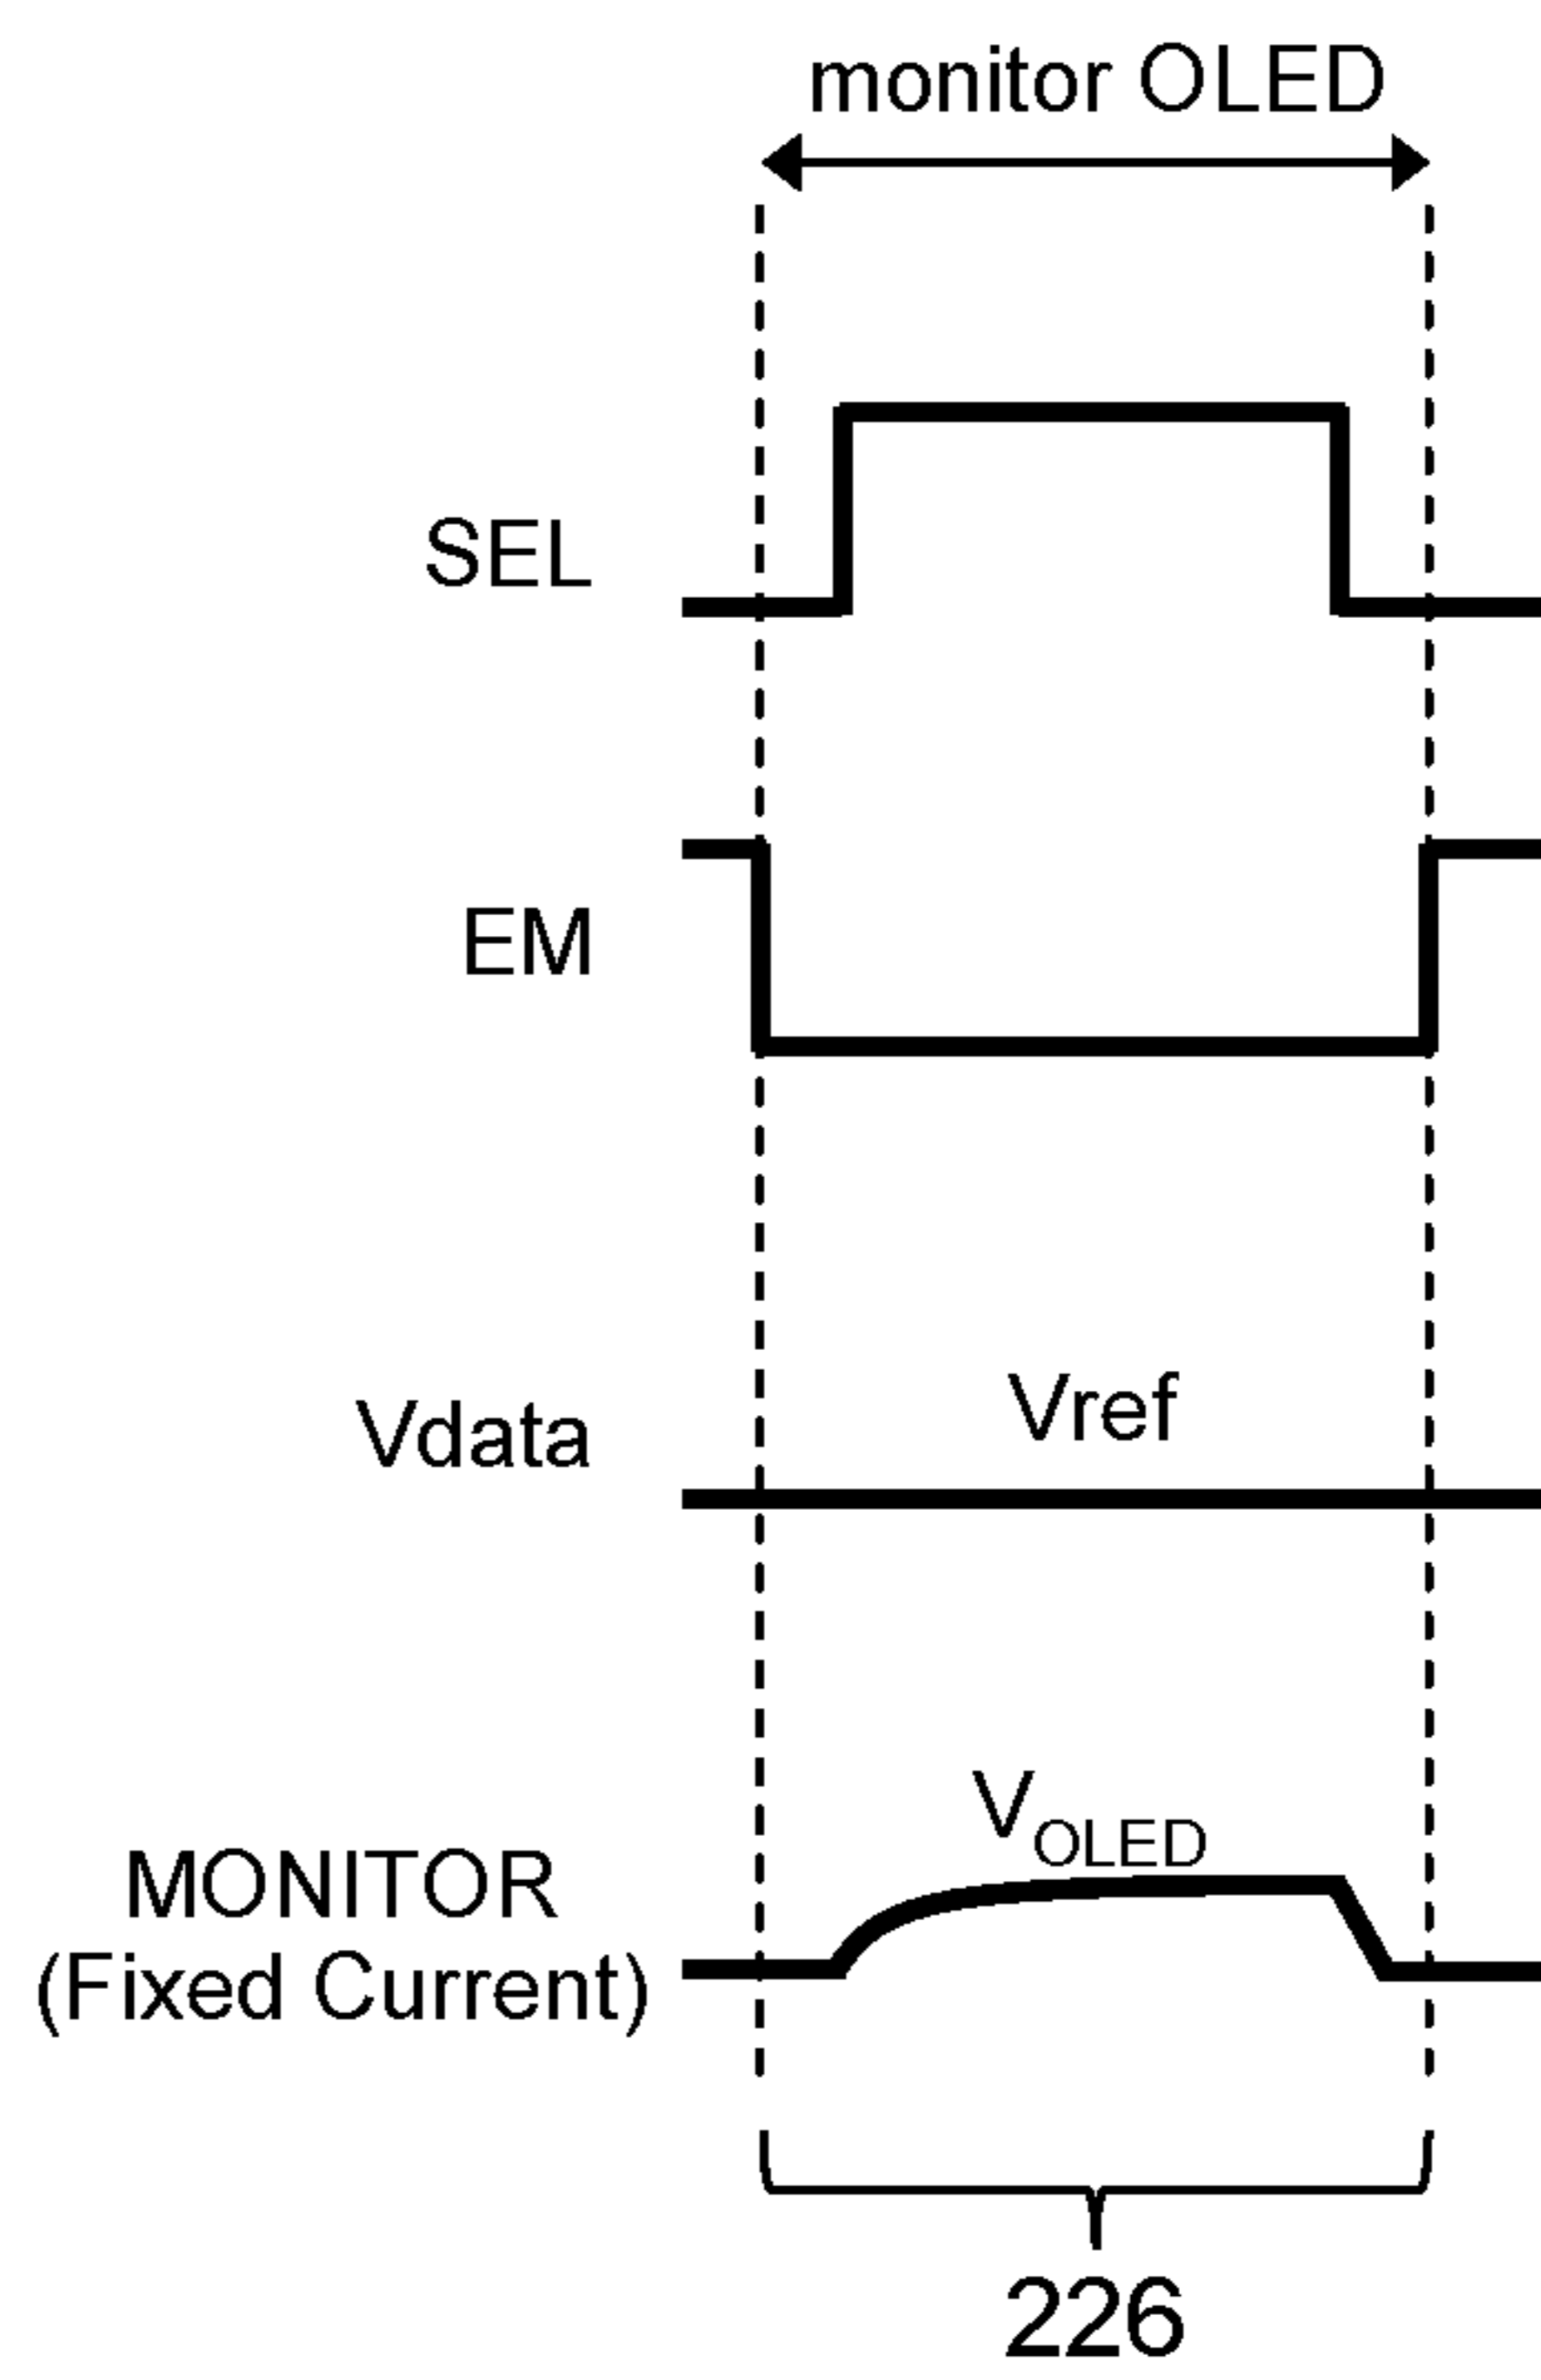 monitor OLED
SEL
EM
Vref
Vdata
VOLED
MONITOR
(Fixed Current)
226